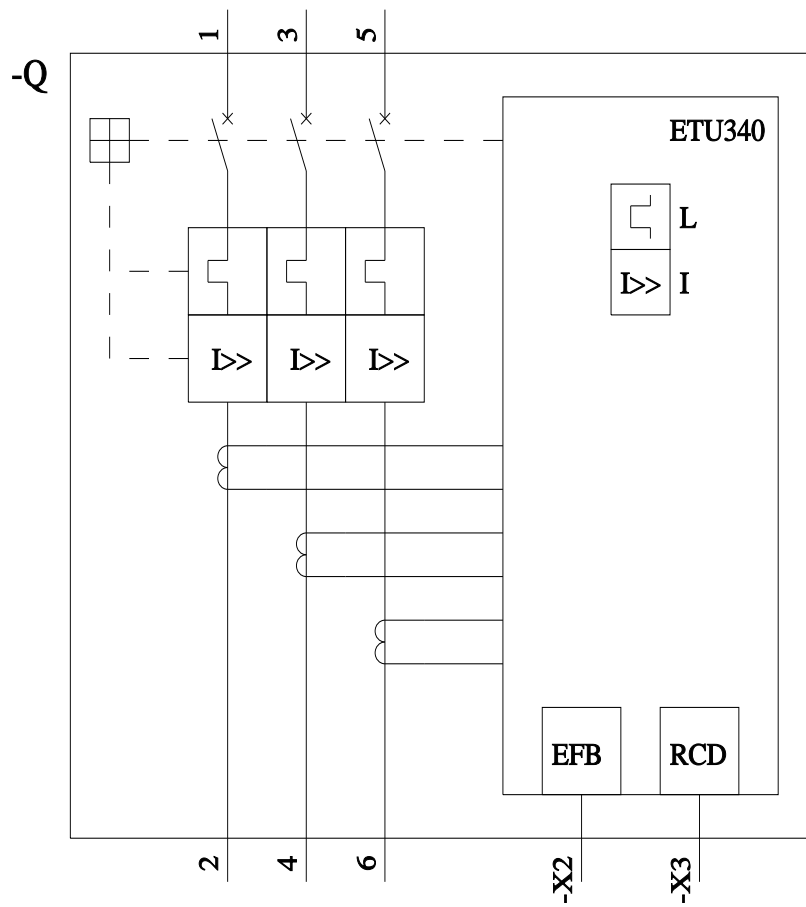 1 3 5
-Q
ETU340
L
I>> I
I>> I>> I>>
EFB RCD
2 4 6 -X2 -X3